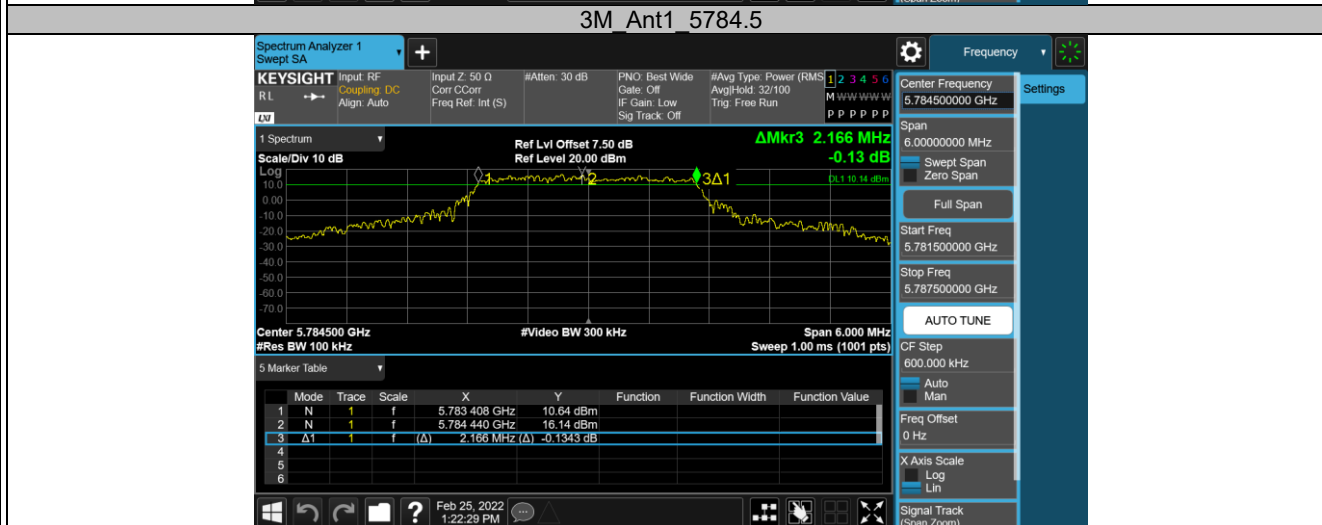 (Span Zoom)
3M_Ant1_5784.5
Spectrum Analyzer 1
Swept SA
+
Frequency
KEYSIGHT
RL
LXI
Input: RF
Coupling: DC
Align: Auto
Input Z: 50 Ω
Corr CCorr
Freq Ref: Int (S)
#Atten: 30 dB
PNO: Best Wide
Gate: Off
IF Gain: Low
Sig Track: Off
#Avg Type: Power (RMS
Avg|Hold: 32/100
Trig: Free Run
1 2 3 4 5 6
M W W W W W
P P P P P P
1 Spectrum
Scale/Div 10 dB
Log
Ref Lvl Offset 7.50 dB
Ref Level 20.00 dBm
ΔMkr3 2.166 MHz
-0.13 dB
10.0
0.00
-10.0
-20.0
-30.0
-40.0
-50.0
-60.0
-70.0
1
2
3Δ1
DL1 10.14 dBm
Center 5.784500 GHz
#Video BW 300 kHz
Span 6.000 MHz
#Res BW 100 kHz
Sweep 1.00 ms (1001 pts)
5 Marker Table
Mode Trace Scale X Y Function Function Width Function Value
1 N 1 f 5.783 408 GHz 10.64 dBm
2 N 1 f 5.784 440 GHz 16.14 dBm
3 Δ1 1 f (Δ) 2.166 MHz (Δ) -0.1343 dB
4
5
6
?
Feb 25, 2022
1:22:29 PM
Center Frequency
5.784500000 GHz
Settings
Span
6.00000000 MHz
Swept Span
Zero Span
Full Span
Start Freq
5.781500000 GHz
Stop Freq
5.787500000 GHz
AUTO TUNE
CF Step
600.000 kHz
Auto
Man
Freq Offset
0 Hz
X Axis Scale
Log
Lin
Signal Track
(Span Zoom)